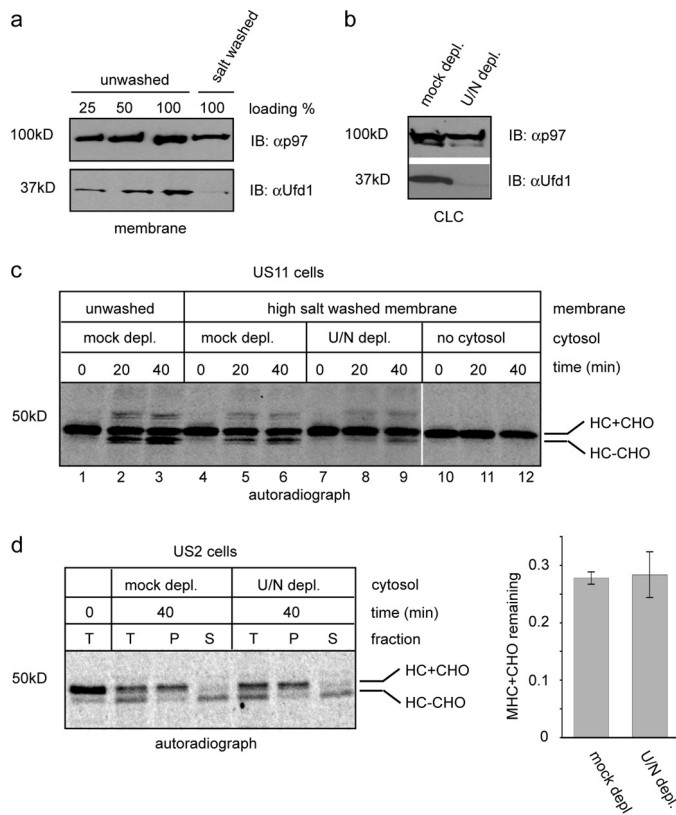 a
unwashed
salt washed
25 50 100 100 loading %
100kD
IB: αp97
37kD
IB: αUfd1
membrane
b
mock depl.
U/N depl.
100kD
IB: αp97
37kD
IB: αUfd1
CLC
c
US11 cells
unwashed high salt washed membrane membrane
mock depl. mock depl. U/N depl. no cytosol cytosol
0 20 40 0 20 40 0 20 40 0 20 40 time (min)
50kD
HC+CHO
HC-CHO
1 2 3 4 5 6 7 8 9 10 11 12
autoradiograph
d
US2 cells
mock depl. U/N depl. cytosol
0 40 40 time (min)
T T P S T P S fraction
50kD
HC+CHO
HC-CHO
autoradiograph
MHC+CHO remaining
0.3
0.2
0.1
0
mock depl
U/N depl.